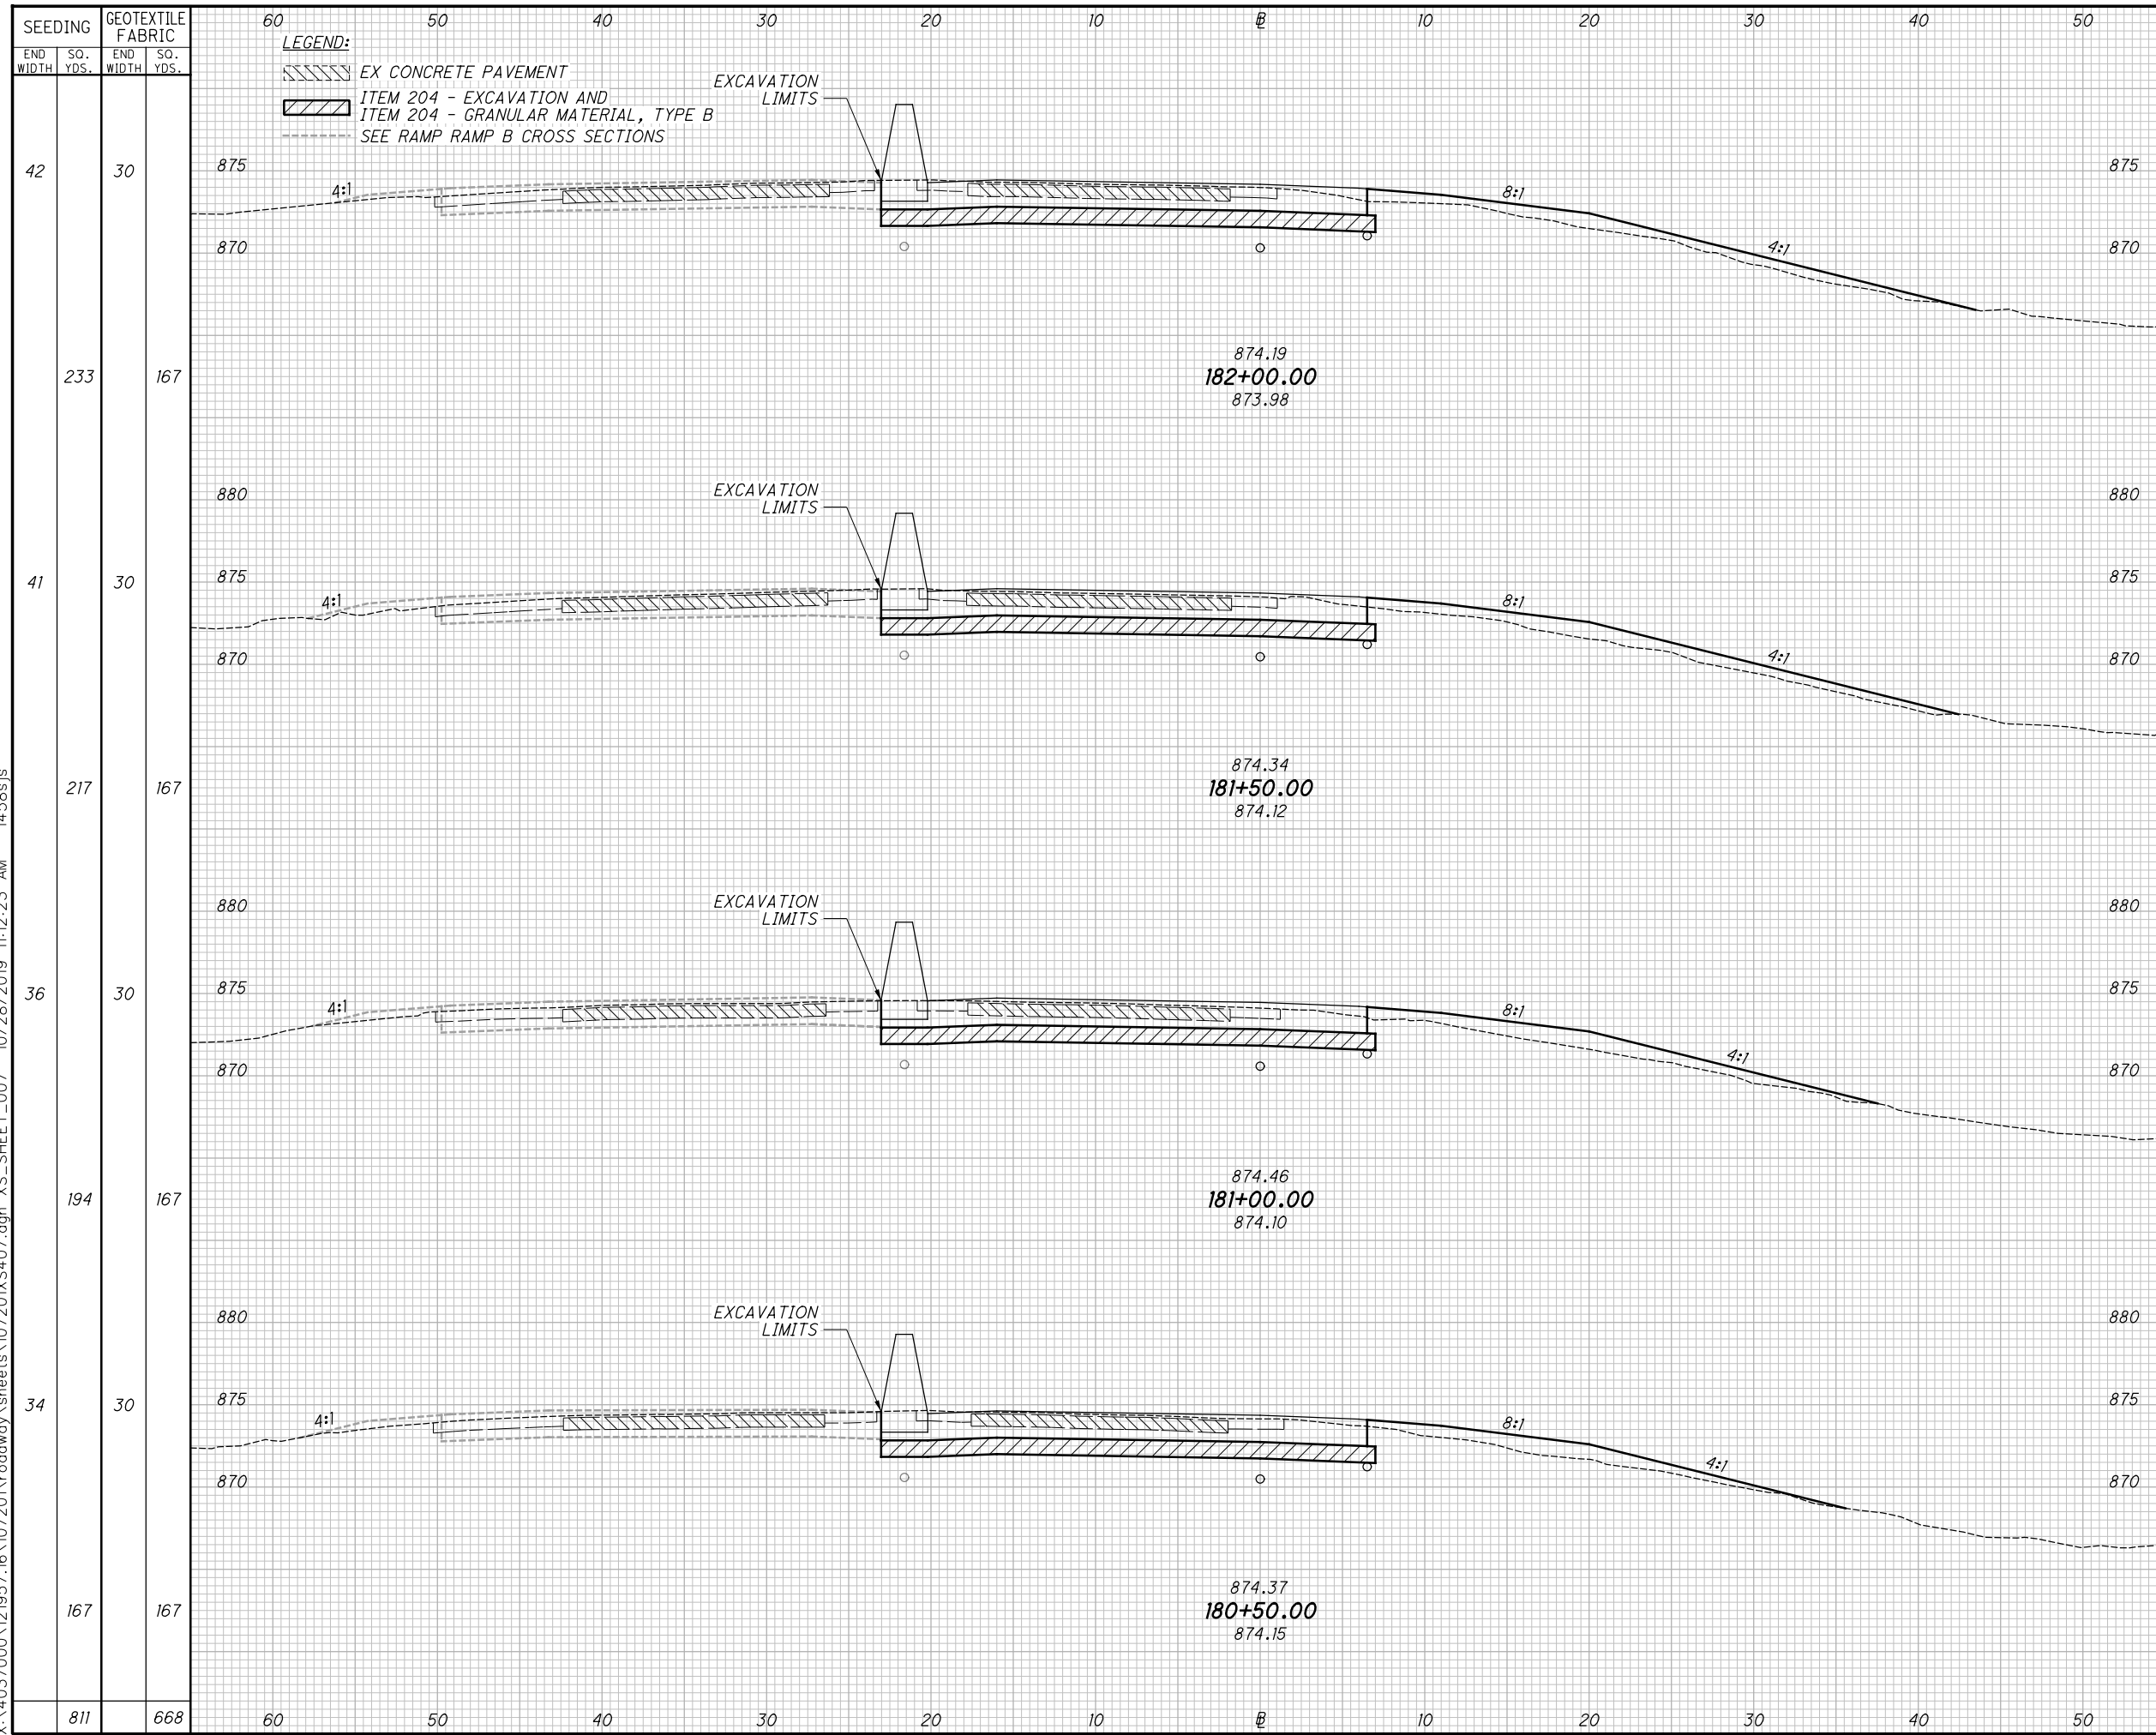 SEEDING
GEOTEXTILE
FABRIC
END
WIDTH
SQ.
YDS.
END
WIDTH
SQ.
YDS.
60 50 40 30 20 10 10 20 30 40 50
LEGEND:
EX CONCRETE PAVEMENT
ITEM 204 - EXCAVATION AND
ITEM 204 - GRANULAR MATERIAL, TYPE B
SEE RAMP RAMP B CROSS SECTIONS
EXCAVATION
LIMITS
42 30 875 875
4:1 8:1
870 4:1 870
874.19
233 167 182+00.00
873.98
EXCAVATION
LIMITS
880 880
41 30 875 875
4:1 8:1
870 4:1 870
874.34
217 167 181+50.00
874.12
EXCAVATION
LIMITS
880 880
36 30 875 875
4:1 8:1
870 4:1 870
874.46
194 167 181+00.00
874.10
EXCAVATION
LIMITS
880 880
34 30 875 875
4:1 8:1
870 4:1 870
874.37
167 167 180+50.00
874.15
811 668
60 50 40 30 20 10 10 20 30 40 50